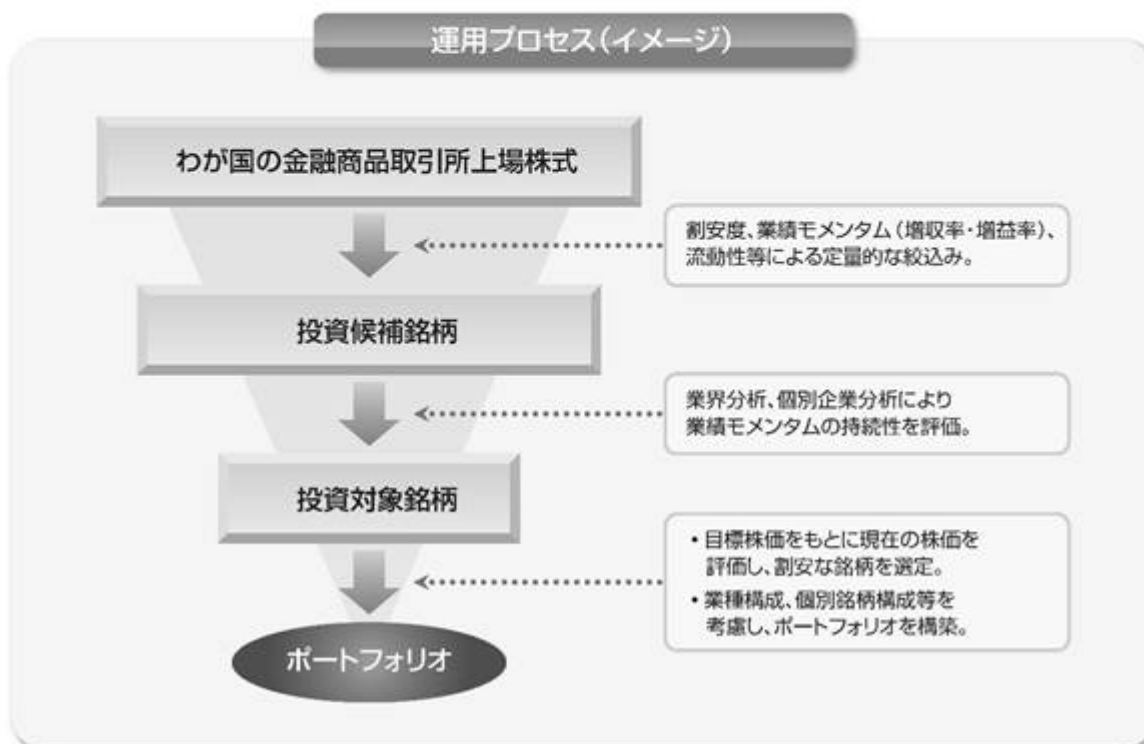 運用プロセス(イメージ)
わが国の金融商品取引所上場株式
割安度、業績モメンタム(増収率・増益率)、
流動性等による定量的な絞込み。
投資候補銘柄
業界分析、個別企業分析により
業績モメンタムの持続性を評価。
投資対象銘柄
・目標株価をもとに現在の株価を
評価し、割安な銘柄を選定。
・業種構成、個別銘柄構成等を
考慮し、ポートフォリオを構築。
ポートフォリオ